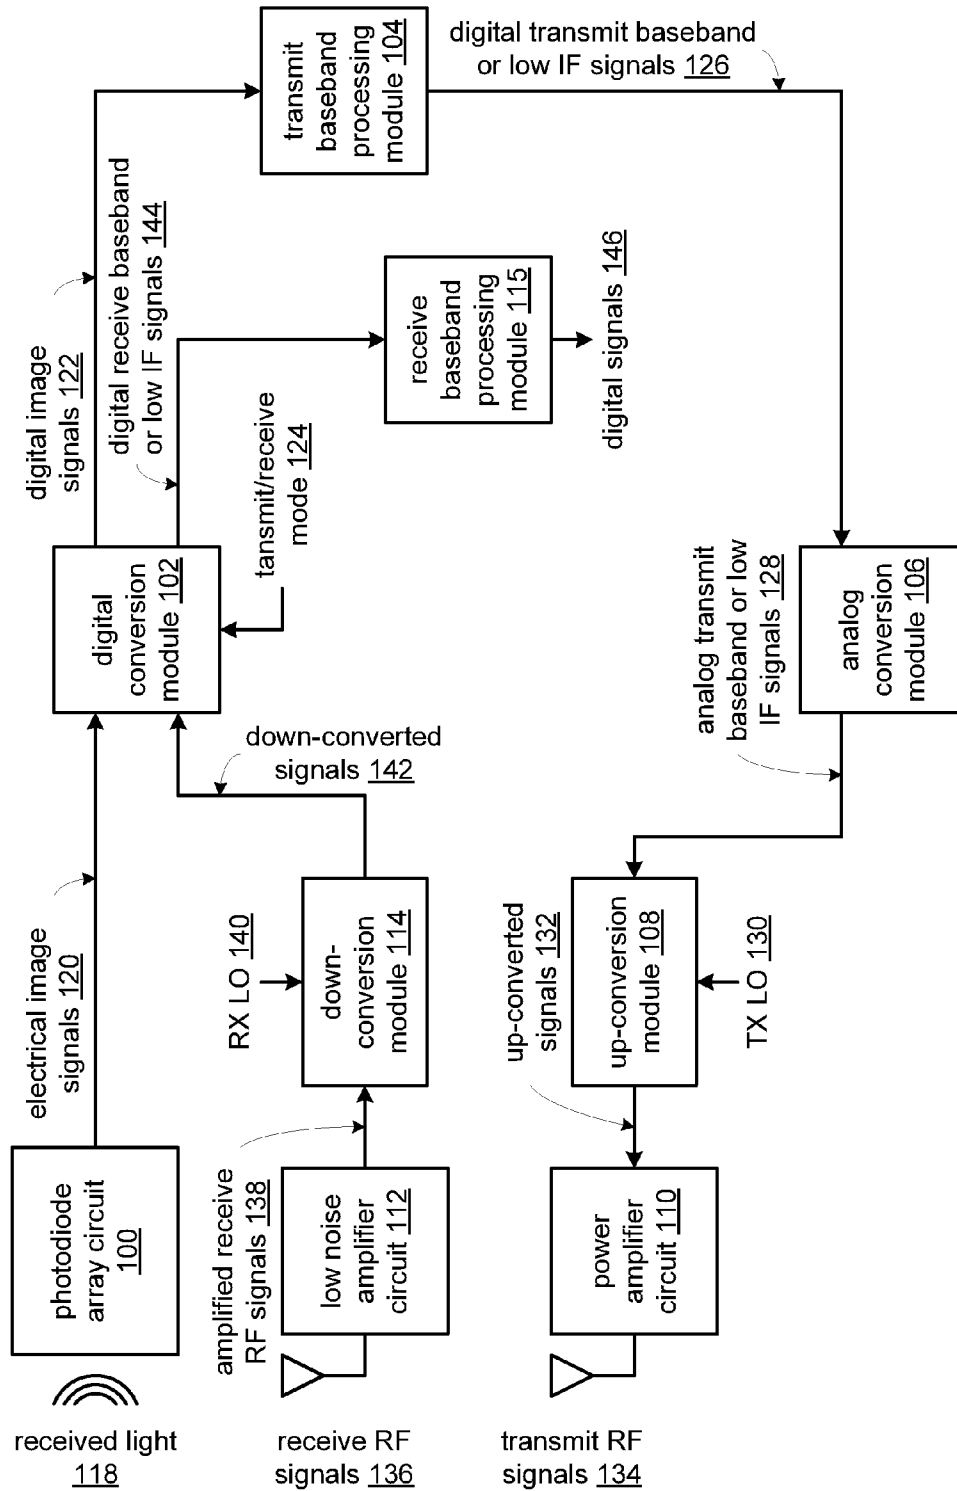 digital transmit baseband
or low IF signals 126
transmit
baseband
processing
module 104
digital image
signals 122
digital receive baseband
or low IF signals 144
receive
baseband
processing
module 115
digital signals 146
tansmit/receive
mode 124
digital
conversion
module 102
down-converted
signals 142
analog transmit
baseband or low
IF signals 128
analog
conversion
module 106
electrical image
signals 120
RX LO 140
down-
conversion
module 114
up-converted
signals 132
up-conversion
module 108
TX LO 130
photodiode
array circuit
100
amplified receive
RF signals 138
low noise
amplifier
circuit 112
power
amplifier
circuit 110
received light
118
receive RF
signals 136
transmit RF
signals 134